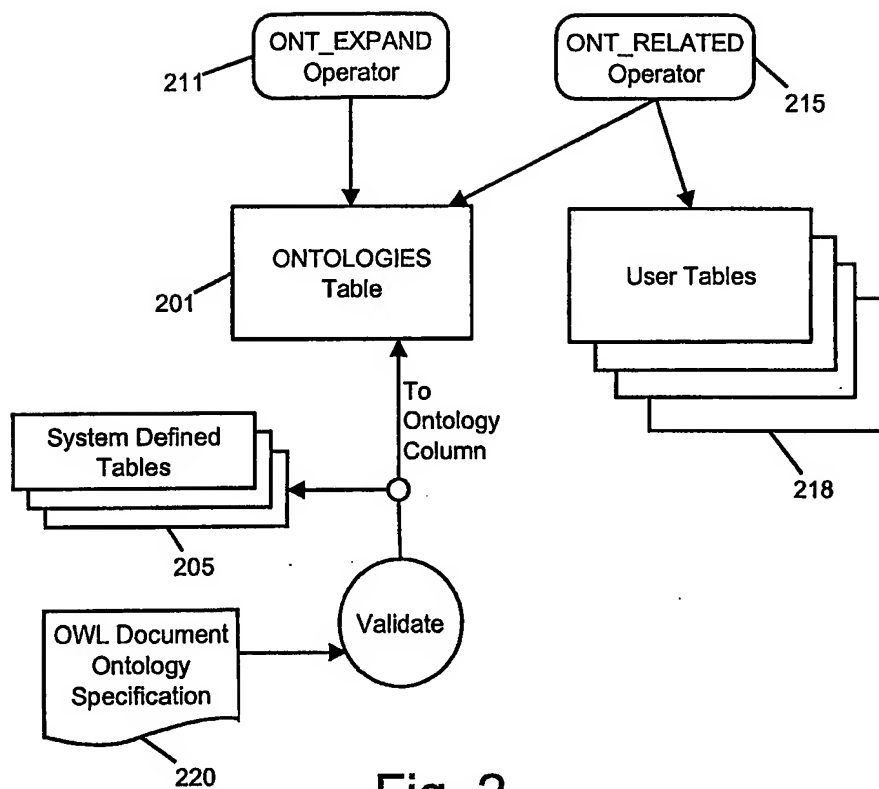 ONT_EXPAND
Operator
211
ONT_RELATED
Operator
215
ONTOLOGIES
Table
201
User Tables
218
To
Ontology
Column
System Defined
Tables
205
Validate
OWL Document
Ontology
Specification
220